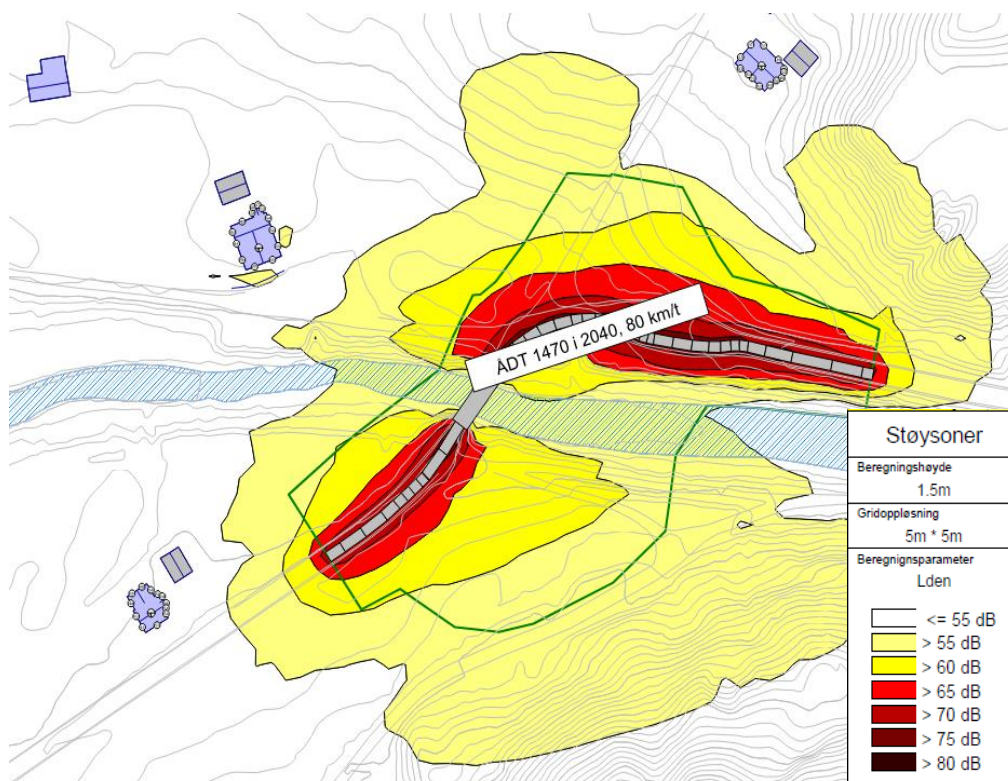 ÅDT 1470 i 2040, 80 km/t
Støysoner
Beregningshøyde
1.5m
Gridoppløsning
5m * 5m
Beregnignsparameter
Lden
<= 55 dB
> 55 dB
> 60 dB
> 65 dB
> 70 dB
> 75 dB
> 80 dB